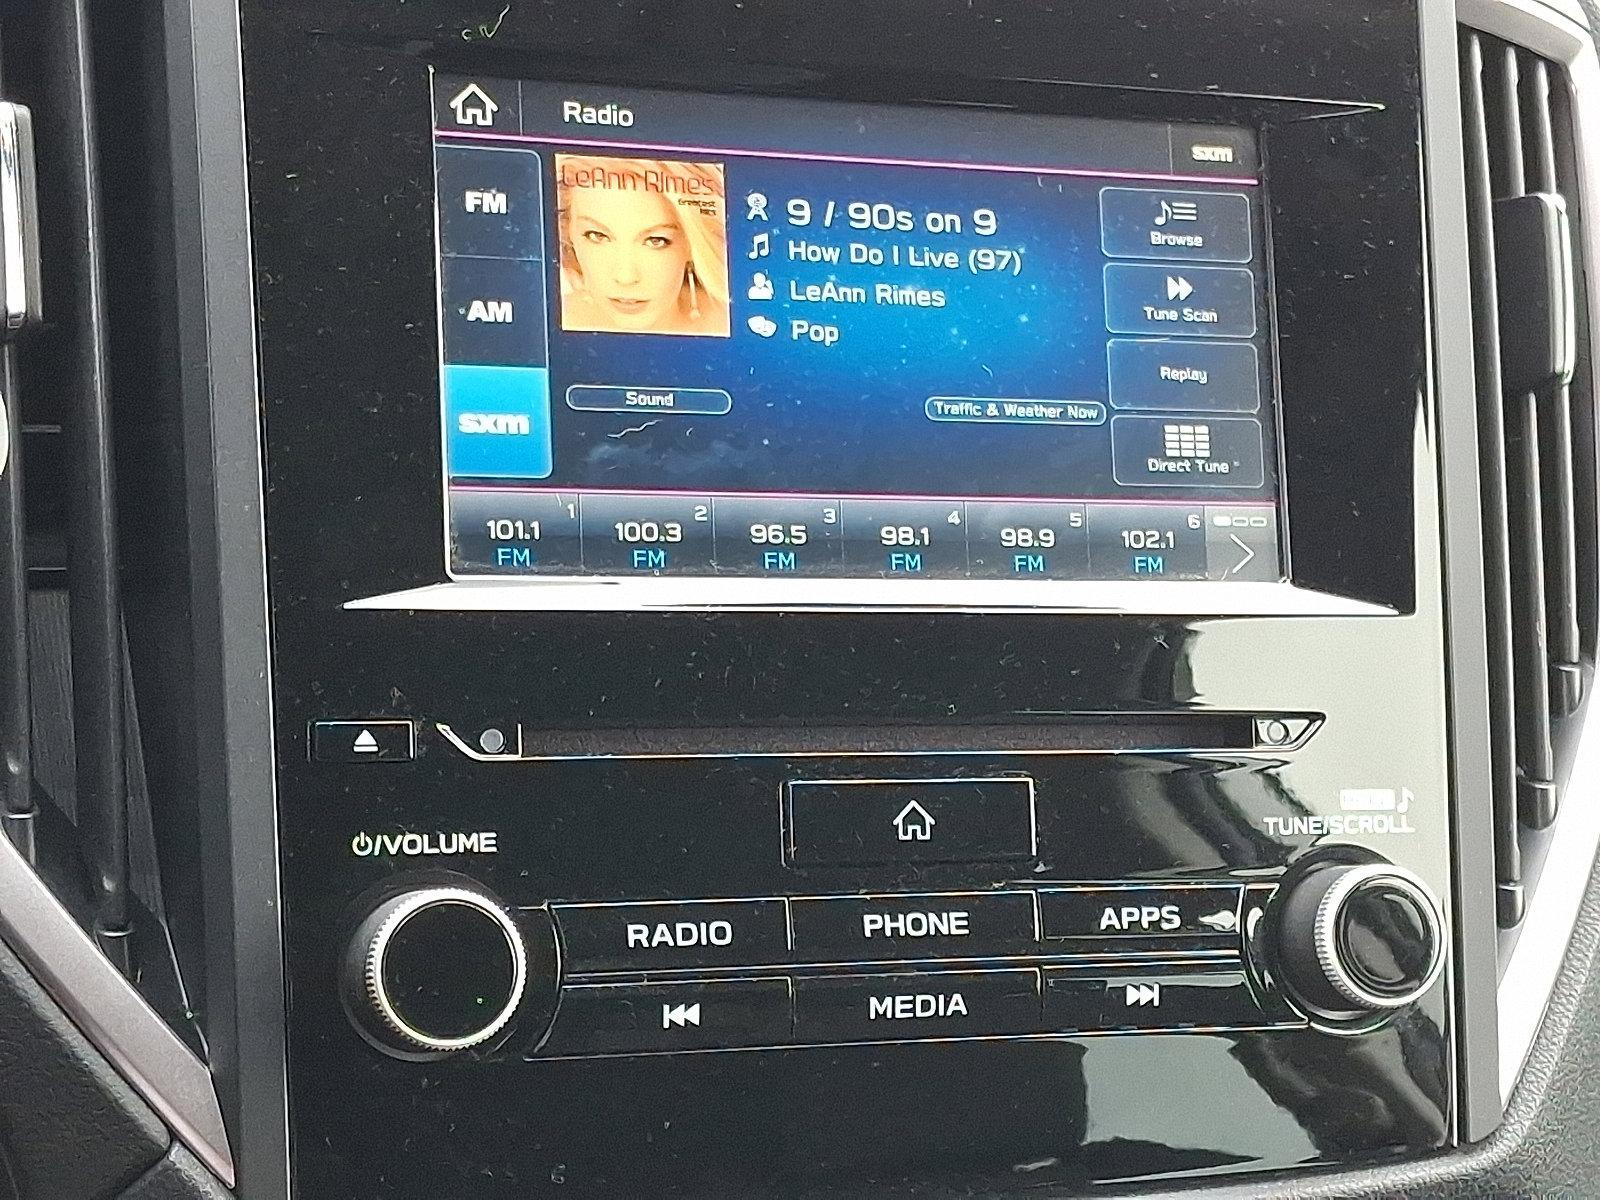 Radio
sxm
FM
AM
sxm
LeAnn Rimes
Greatest
Hits
9 / 90s on 9
How Do I Live (97)
LeAnn Rimes
Pop
Browse
Tune Scan
Replay
Direct Tune
Sound
Traffic & Weather Now
1 2 3 4 5 6
101.1 100.3 96.5 98.1 98.9 102.1
FM FM FM FM FM FM
/VOLUME
TUNE/SCROLL
RADIO PHONE APPS
MEDIA